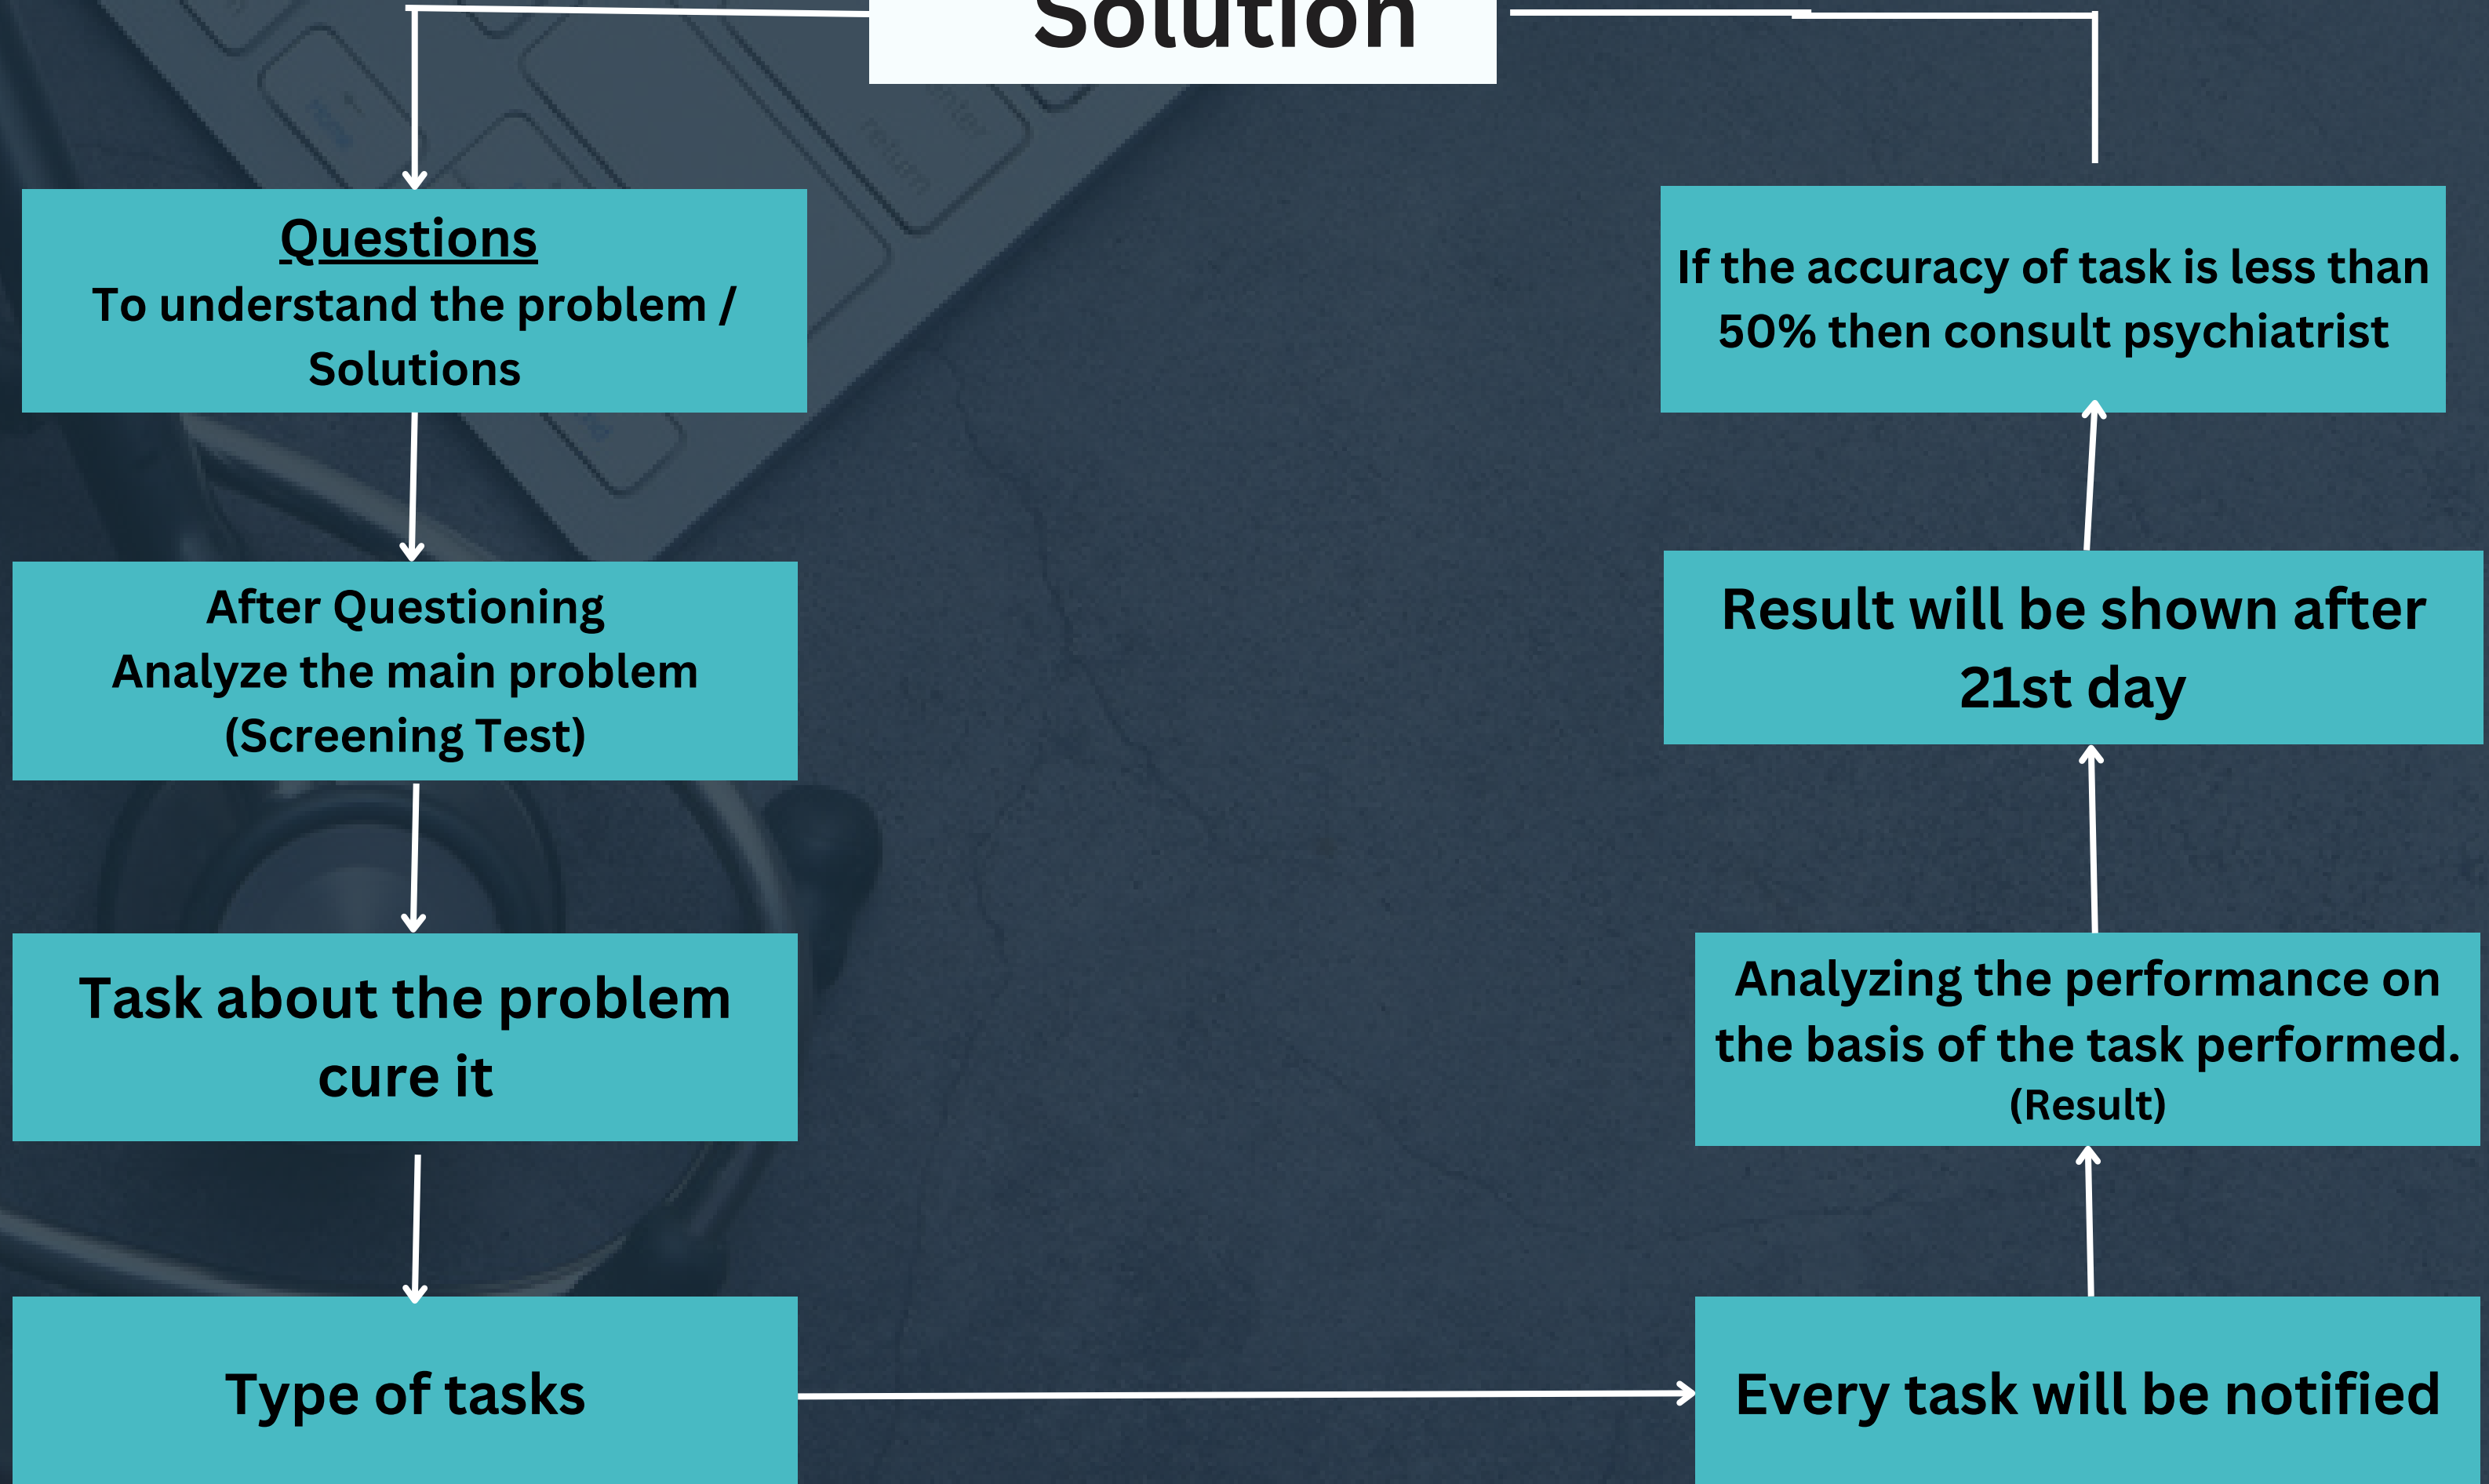 Solution
Questions
To understand the problem /
Solutions
After Questioning
Analyze the main problem
(Screening Test)
Task about the problem
cure it
Type of tasks
If the accuracy of task is less than
50% then consult psychiatrist
Result will be shown after
21st day
Analyzing the performance on
the basis of the task performed.
(Result)
Every task will be notified
enter
return